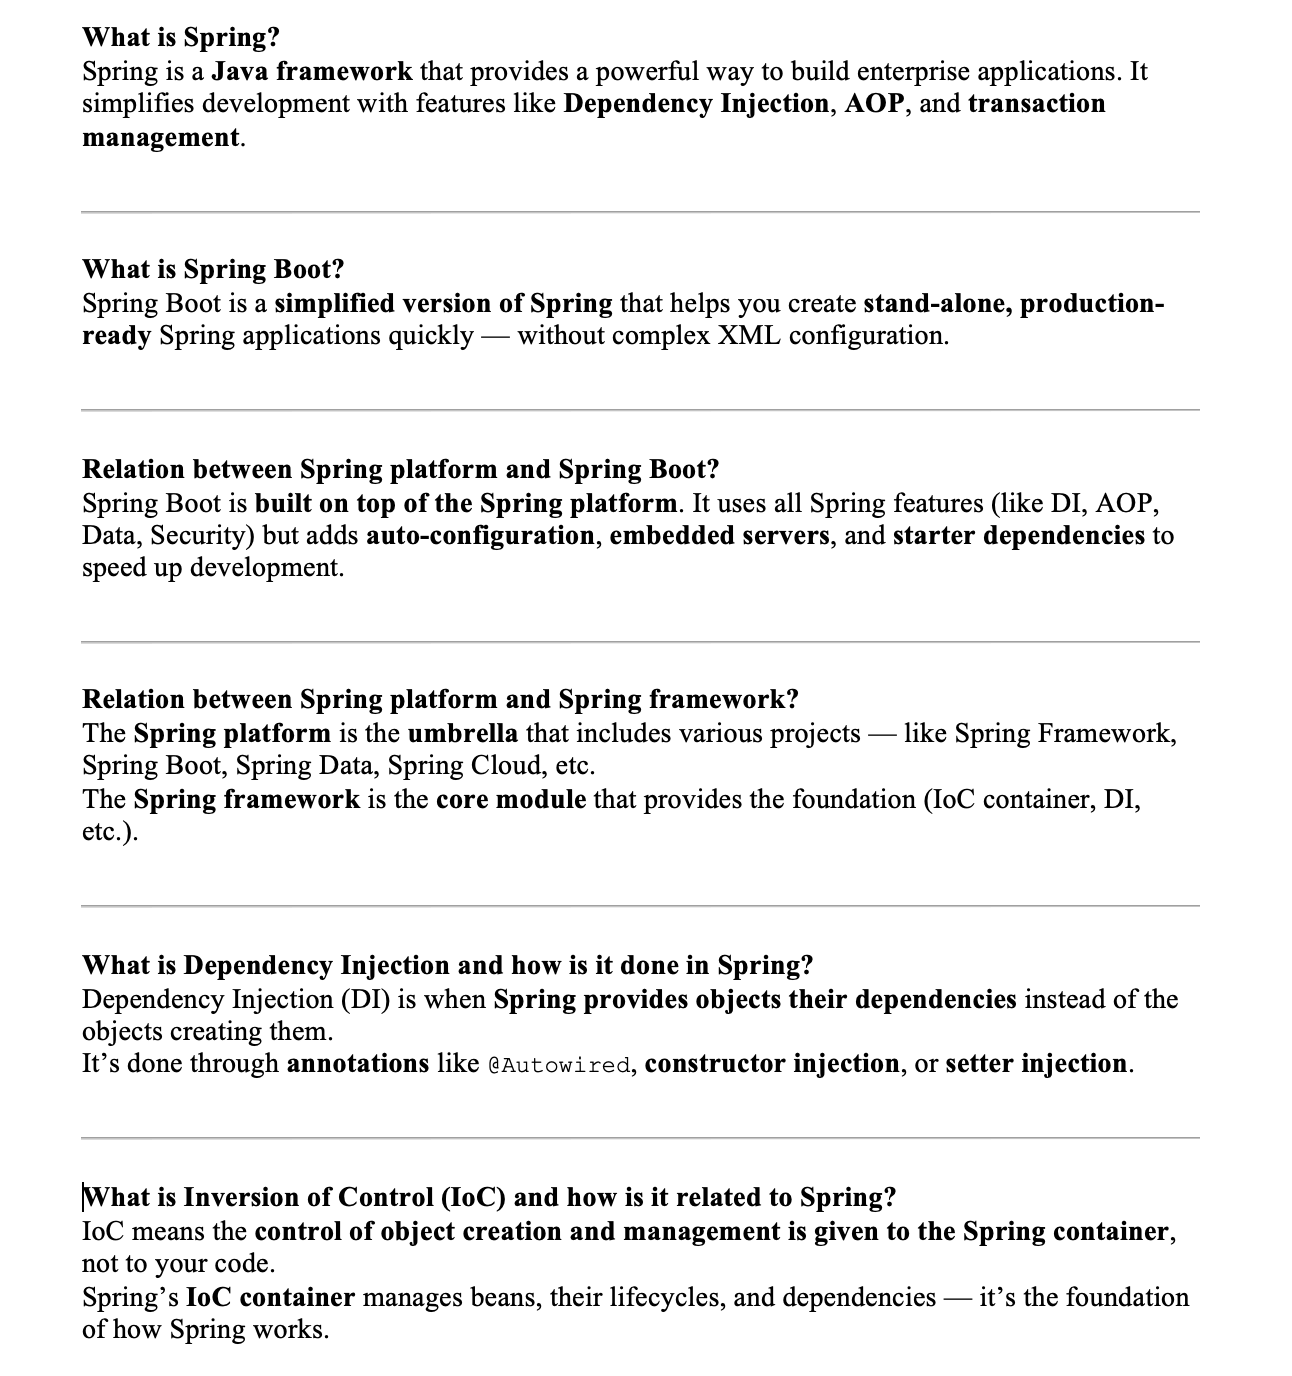 What is Spring?
Spring is a Java framework that provides a powerful way to build enterprise applications. It
simplifies development with features like Dependency Injection, AOP, and transaction
management.
What is Spring Boot?
Spring Boot is a simplified version of Spring that helps you create stand-alone, production-
ready Spring applications quickly — without complex XML configuration.
Relation between Spring platform and Spring Boot?
Spring Boot is built on top of the Spring platform. It uses all Spring features (like DI, AOP,
Data, Security) but adds auto-configuration, embedded servers, and starter dependencies to
speed up development.
Relation between Spring platform and Spring framework?
The Spring platform is the umbrella that includes various projects — like Spring Framework,
Spring Boot, Spring Data, Spring Cloud, etc.
The Spring framework is the core module that provides the foundation (IoC container, DI,
etc.).
What is Dependency Injection and how is it done in Spring?
Dependency Injection (DI) is when Spring provides objects their dependencies instead of the
objects creating them.
It’s done through annotations like @Autowired, constructor injection, or setter injection.
What is Inversion of Control (IoC) and how is it related to Spring?
IoC means the control of object creation and management is given to the Spring container,
not to your code.
Spring’s IoC container manages beans, their lifecycles, and dependencies — it’s the foundation
of how Spring works.